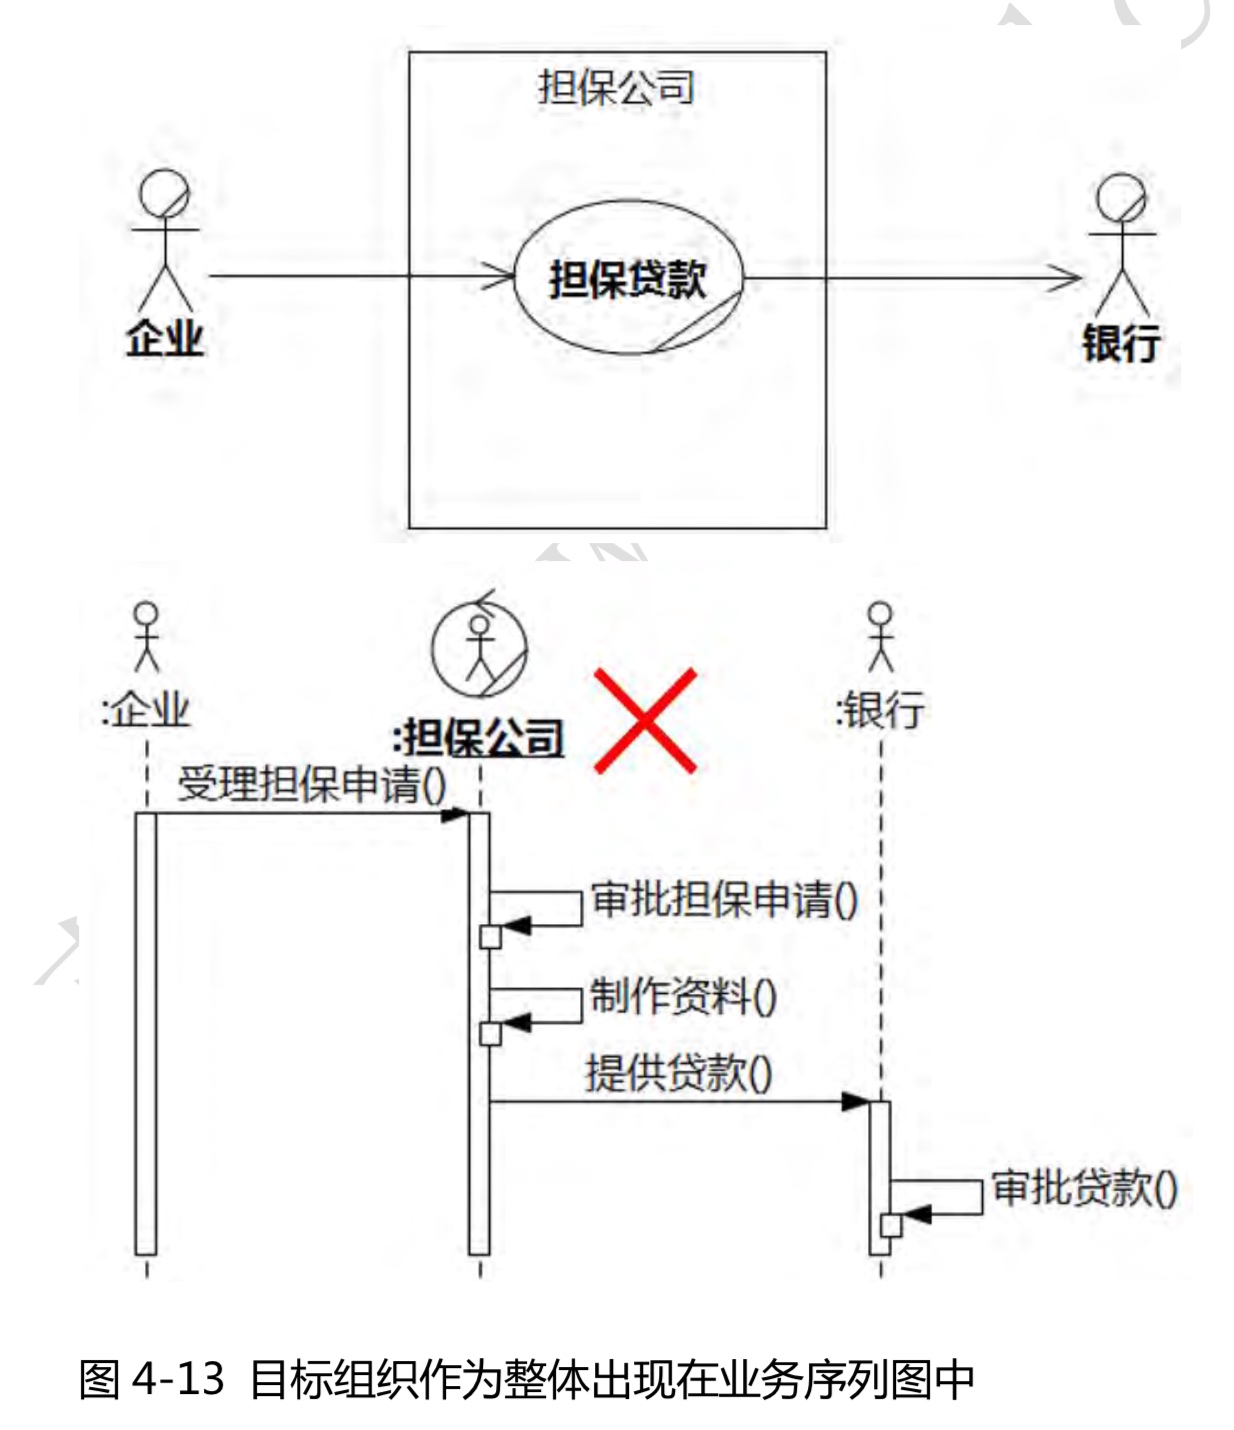 担保公司
企业
担保贷款
银行
:企业
:担保公司
:银行
受理担保申请()
审批担保申请()
制作资料()
提供贷款()
审批贷款()
图 4-13 目标组织作为整体出现在业务序列图中